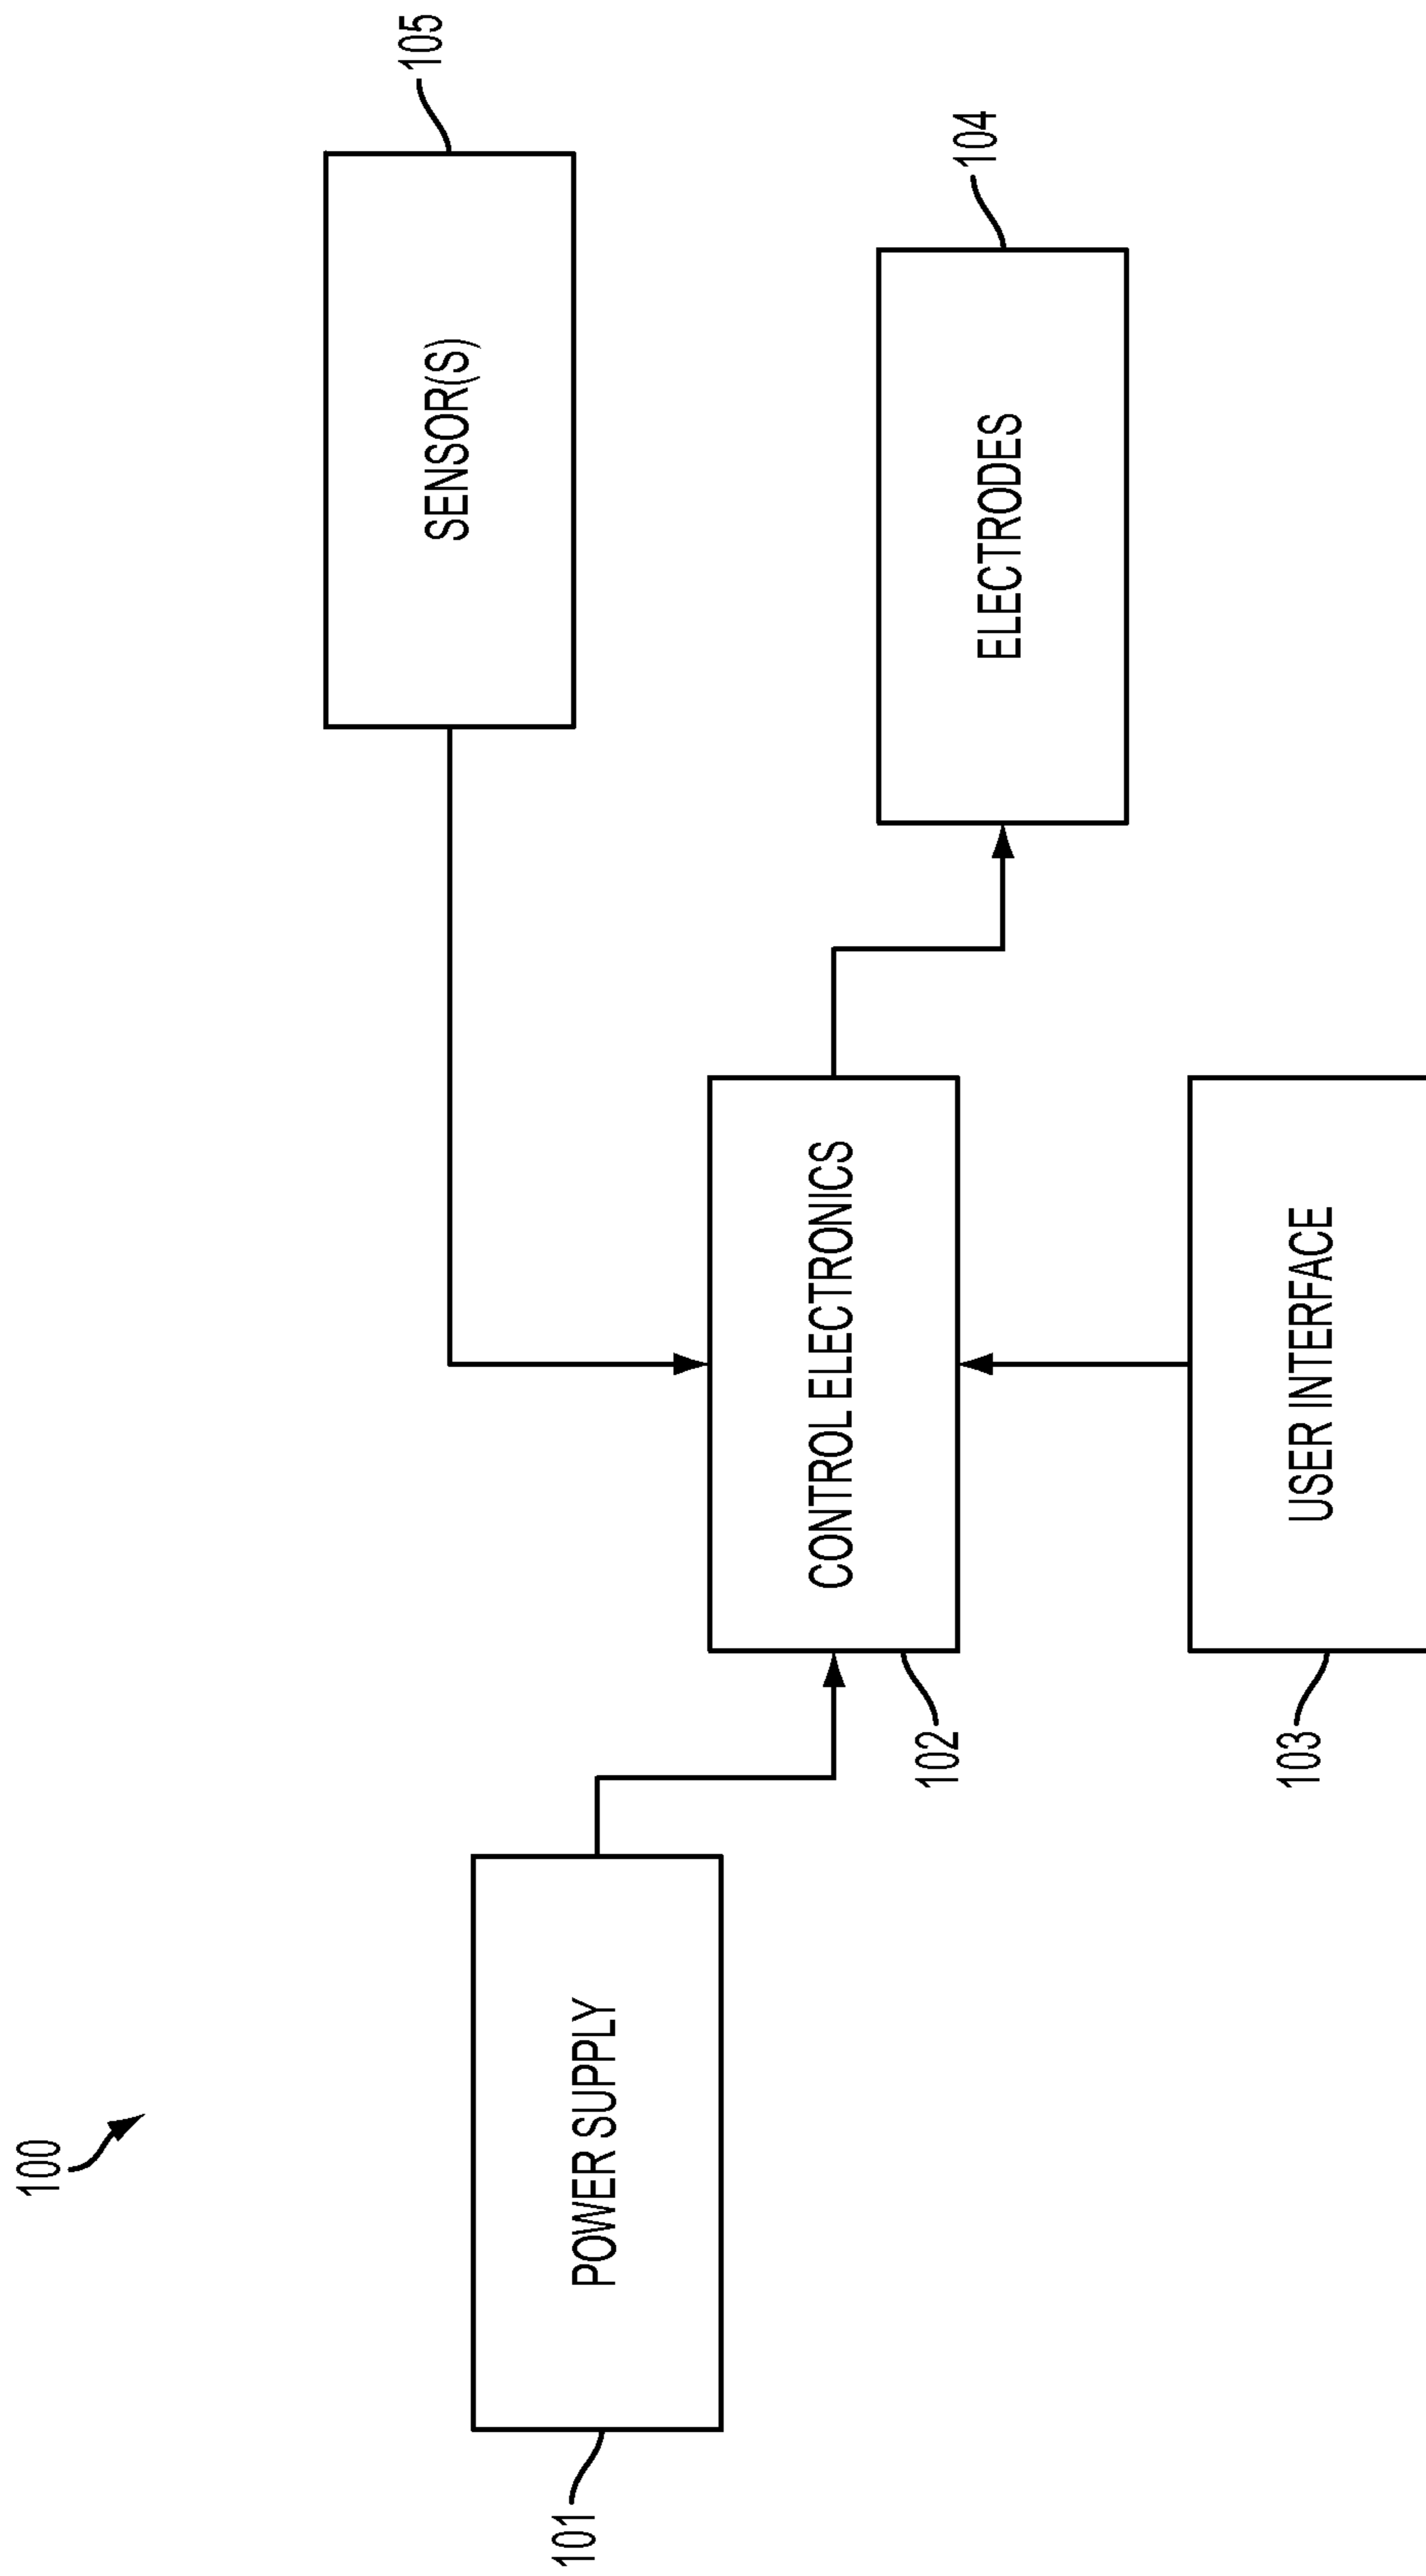 100
101
POWER SUPPLY
102
CONTROL ELECTRONICS
103
USER INTERFACE
104
ELECTRODES
105
SENSOR(S)